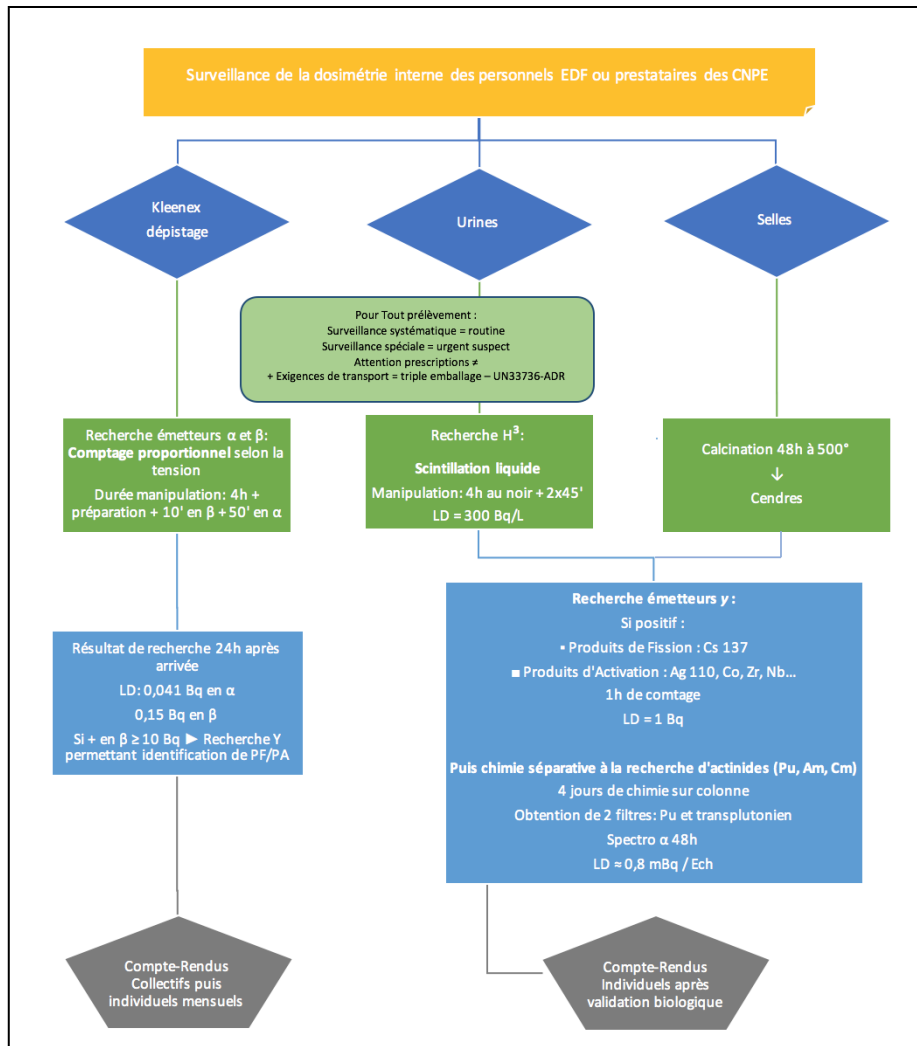 Surveillance de la dosimétrie interne des personnels EDF ou prestataires des CNPE
Kleenex
dépistage
Urines
Selles
Pour Tout prélèvement :
Surveillance systématique = routine
Surveillance spéciale = urgent suspect
Attention prescriptions ≠
+ Exigences de transport = triple emballage – UN33736-ADR
Recherche émetteurs α et β:
Comptage proportionnel selon la
tension
Durée manipulation: 4h +
préparation + 10' en β + 50' en α
Recherche H³:
Scintillation liquide
Manipulation: 4h au noir + 2x45'
LD = 300 Bq/L
Calcination 48h à 500°
↓
Cendres
Résultat de recherche 24h après
arrivée
LD: 0,041 Bq en α
0,15 Bq en β
Si + en β ≥ 10 Bq ► Recherche Y
permettant identification de PF/PA
Recherche émetteurs y :
Si positif :
▪ Produits de Fission : Cs 137
■ Produits d'Activation : Ag 110, Co, Zr, Nb...
1h de comtage
LD = 1 Bq
Puis chimie séparative à la recherche d'actinides (Pu, Am, Cm)
4 jours de chimie sur colonne
Obtention de 2 filtres: Pu et transplutonien
Spectro α 48h
LD ≈ 0,8 mBq / Ech
Compte-Rendus
Collectifs puis
individuels mensuels
Compte-Rendus
Individuels après
validation biologique